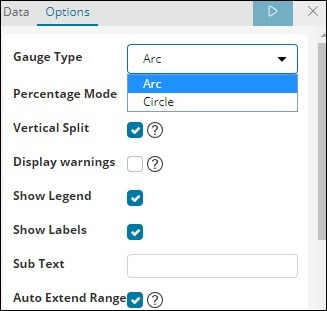 Data Options
Gauge Type Arc
Arc
Percentage Mode Circle
Vertical Split
Display warnings
Show Legend
Show Labels
Sub Text
Auto Extend Range